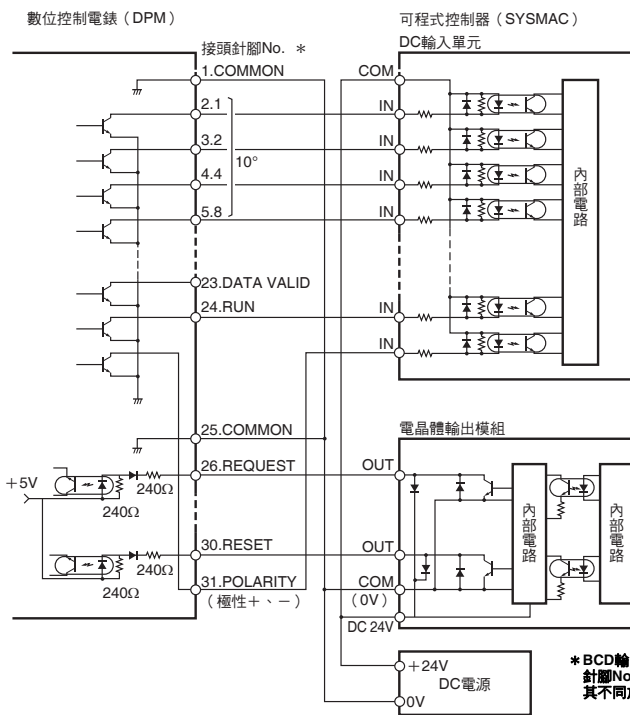 數位控制電錶（DPM）
可程式控制器（SYSMAC）
接頭針腳No. *
DC輸入單元
1.COMMON
COM
2.1
IN
3.2
IN
10°
4.4
IN
5.8
IN
內部電路
23.DATA VALID
24.RUN
IN
IN
25.COMMON
電晶體輸出模組
26.REQUEST
OUT
+5V
240Ω
240Ω
內部電路
內部電路
30.RESET
OUT
240Ω
240Ω
31.POLARITY
（極性＋、－）
COM
（0V）
DC 24V
＋24V
DC電源
0V
＊BCD輸
針腳No
其不同